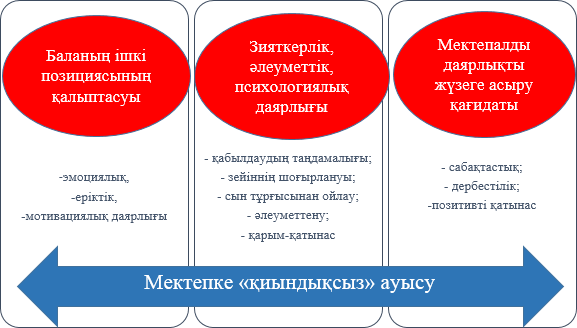 Баланың ішкі
позициясының
қалыптасуы
-эмоциялық,
-еріктік,
-мотивациялық даярлығы
Зияткерлік,
әлеуметтік,
психологиялық
даярлығы
- қабылдаудың таңдамалығы;
- зейіннің шоғырлануы;
- сын тұрғысынан ойлау;
- әлеуметтену;
- қарым-қатынас
Мектепалды
даярлықты
жүзеге асыру
қағидаты
- сабақтастық;
- дербестілік;
-позитивті қатынас
Мектепке «қиындықсыз» ауысу